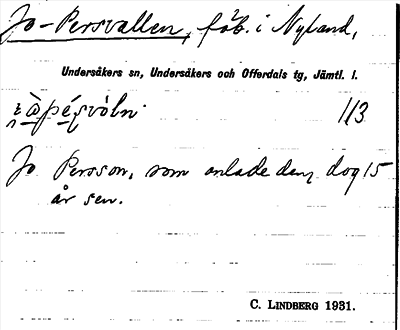 Jo-Persvallen, fäb. i Nyland,
Undersåkers sn, Undersåkers och Offerdals tg, Jämtl. l.
113
Jo Persson, som anlade den, dog 15
år sen.
C. LINDBERG 1931.